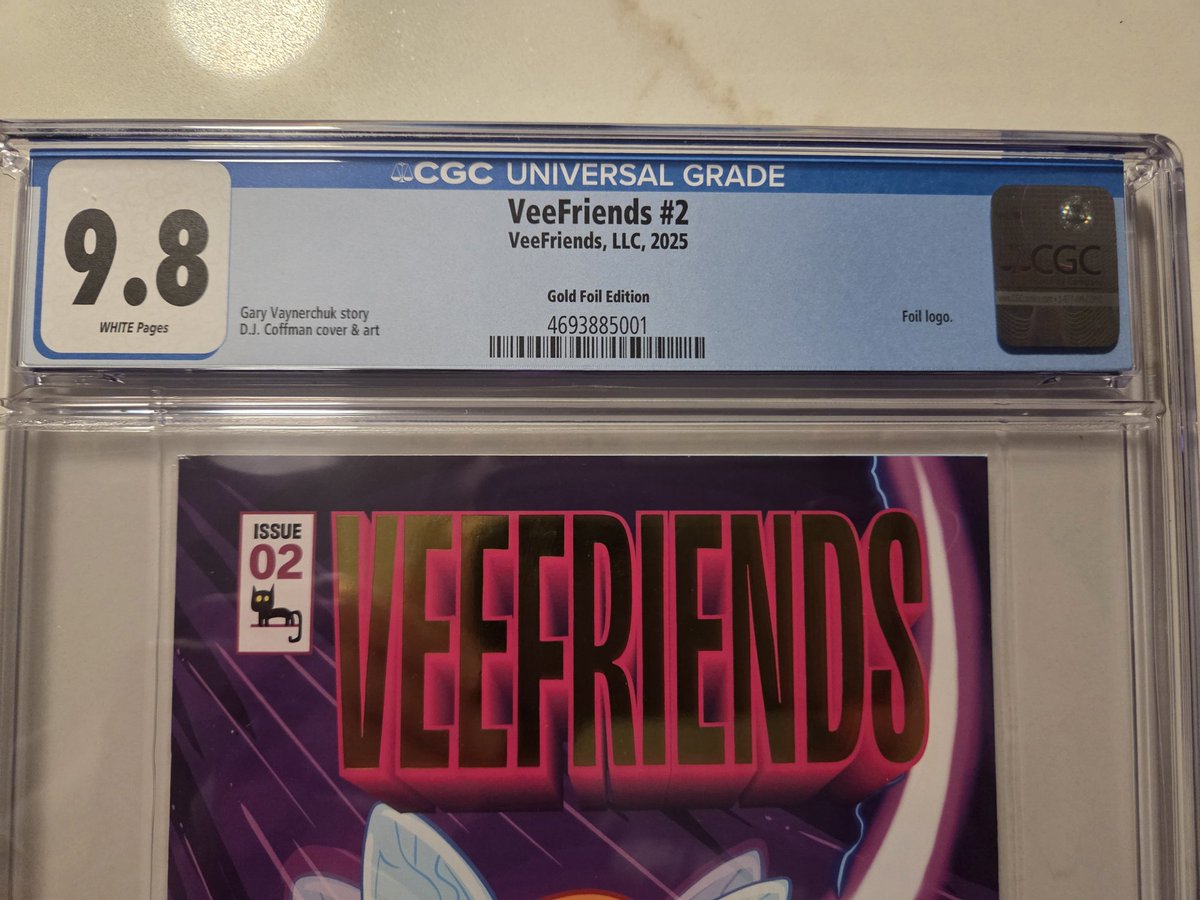 CGC UNIVERSAL GRADE
9.8
WHITE Pages
VeeFriends #2
VeeFriends, LLC, 2025
Gold Foil Edition
4693885001
Gary Vaynerchuk story
D.J. Coffman cover & art
Foil logo.
CGC
ISSUE
02
VEEFRIENDS